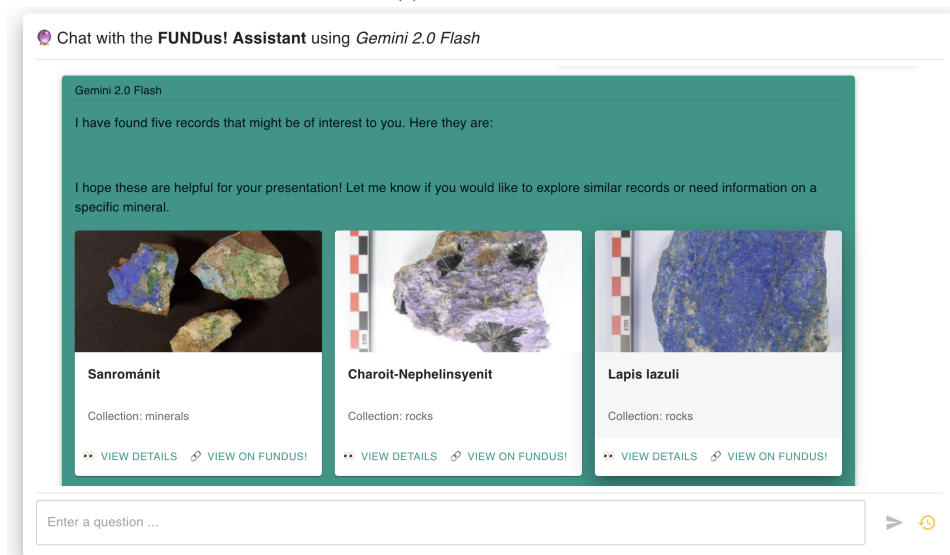 Chat with the FUNDus! Assistant using Gemini 2.0 Flash
Gemini 2.0 Flash
I have found five records that might be of interest to you. Here they are:
I hope these are helpful for your presentation! Let me know if you would like to explore similar records or need information on a
specific mineral.
cm
cm
Sanrománit
Charoit-Nephelinsyenit
Lapis lazuli
Collection: minerals
Collection: rocks
Collection: rocks
VIEW DETAILS VIEW ON FUNDUS!
VIEW DETAILS VIEW ON FUNDUS!
VIEW DETAILS VIEW ON FUNDUS!
Enter a question ...